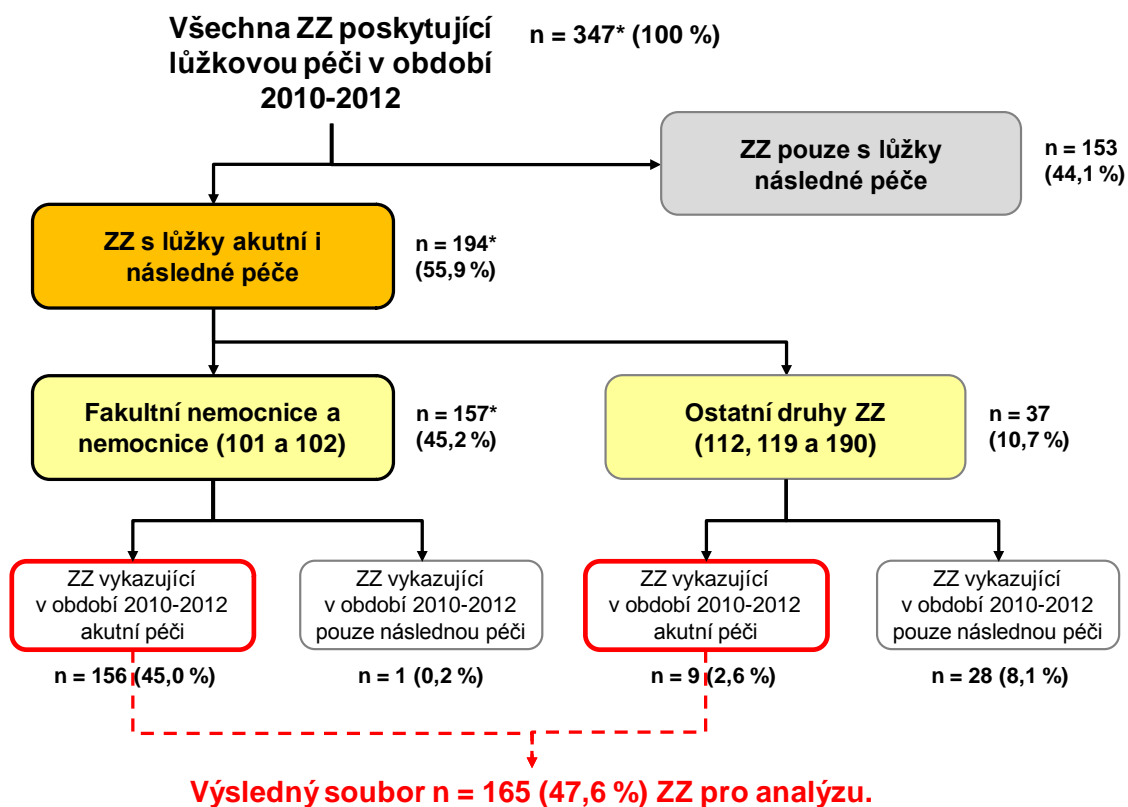 Všechna ZZ poskytující
lůžkovou péči v období
2010-2012
n = 347* (100 %)
ZZ pouze s lůžky
následné péče
n = 153
(44,1 %)
ZZ s lůžky akutní i
následné péče
n = 194*
(55,9 %)
Fakultní nemocnice a
nemocnice (101 a 102)
n = 157*
(45,2 %)
Ostatní druhy ZZ
(112, 119 a 190)
n = 37
(10,7 %)
ZZ vykazující
v období 2010-2012
akutní péči
n = 156 (45,0 %)
ZZ vykazující
v období 2010-2012
pouze následnou péči
n = 1 (0,2 %)
ZZ vykazující
v období 2010-2012
akutní péči
n = 9 (2,6 %)
ZZ vykazující
v období 2010-2012
pouze následnou péči
n = 28 (8,1 %)
Výsledný soubor n = 165 (47,6 %) ZZ pro analýzu.